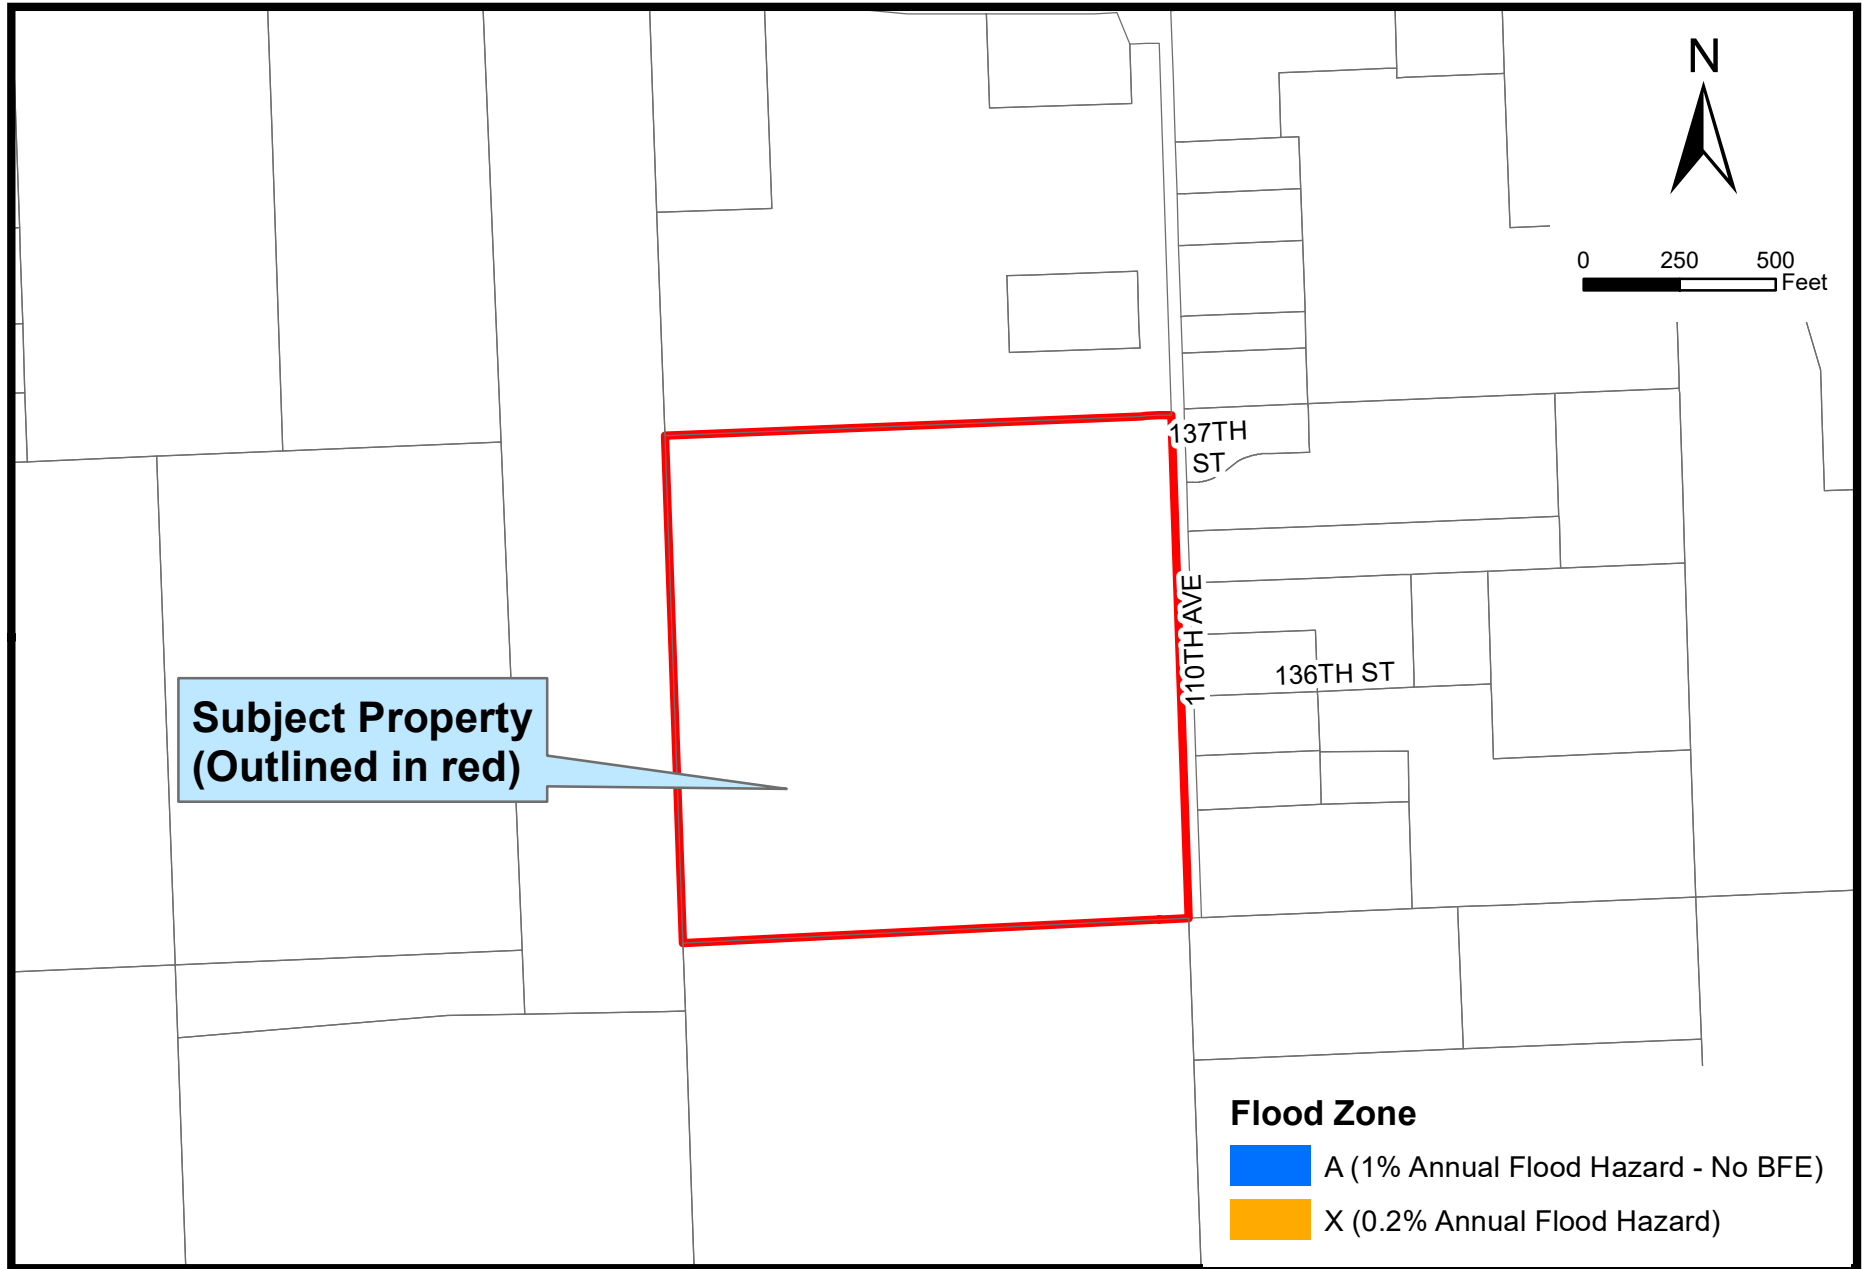 N
0 250 500
Feet
137TH
ST
110TH AVE
136TH ST
Subject Property
(Outlined in red)
Flood Zone
A (1% Annual Flood Hazard - No BFE)
X (0.2% Annual Flood Hazard)